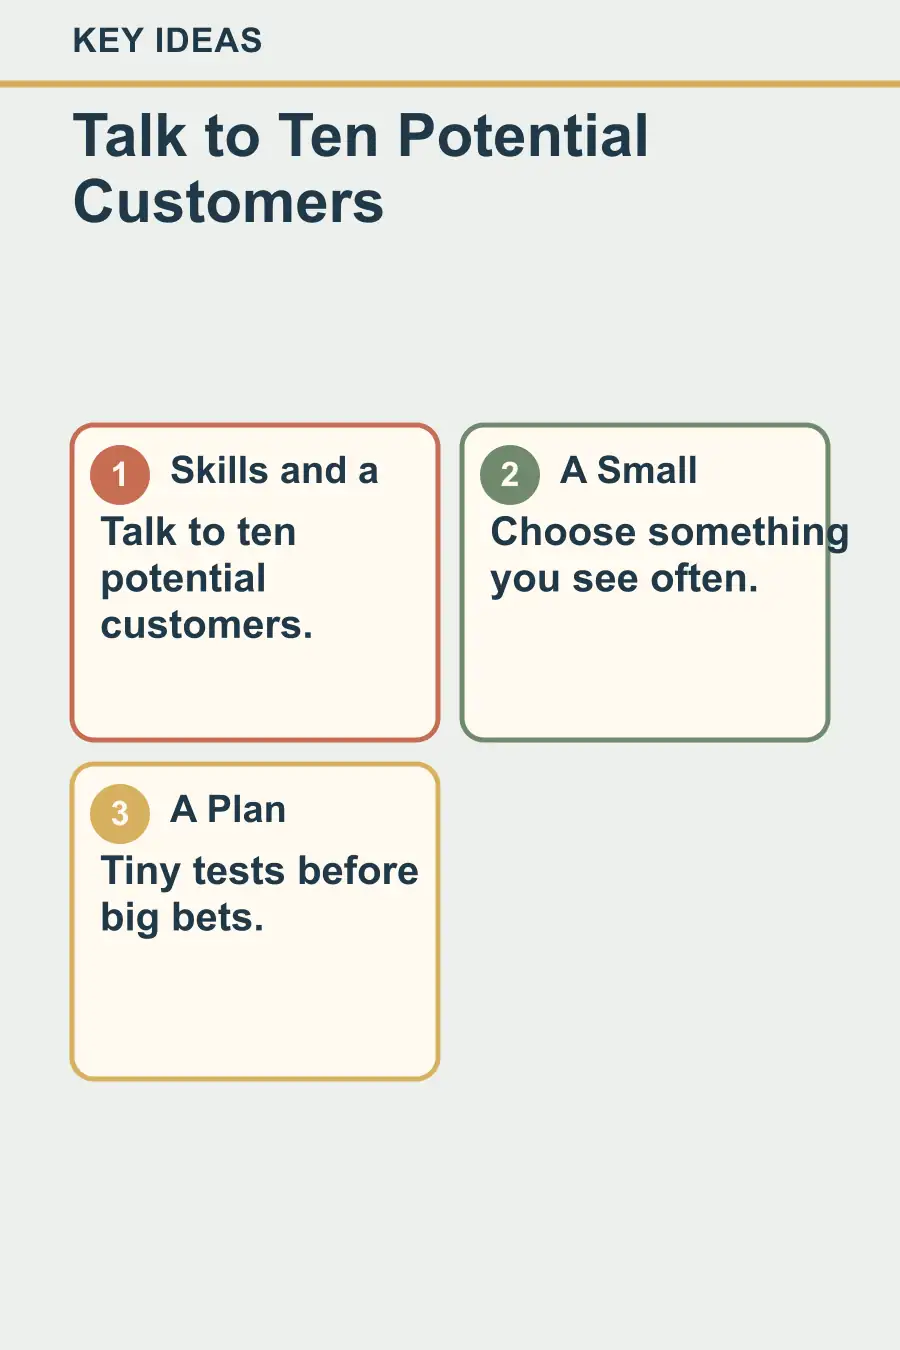 KEY IDEAS
Talk to Ten Potential
Customers
1 Skills and a
Talk to ten
potential
customers.
2 A Small
Choose something
you see often.
3 A Plan
Tiny tests before
big bets.